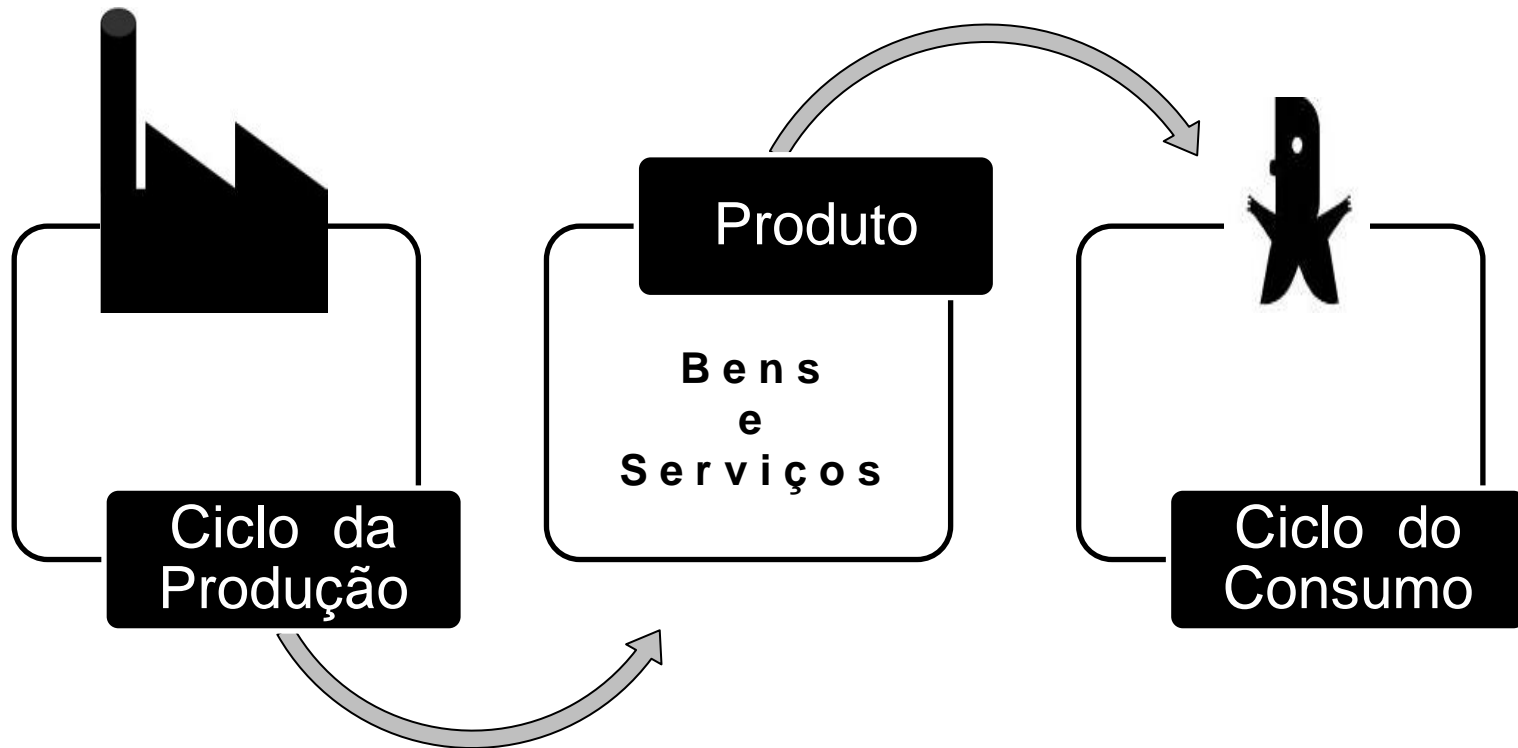 Ciclo da
Produção
Produto
Bens
e
Serviços
Ciclo do
Consumo